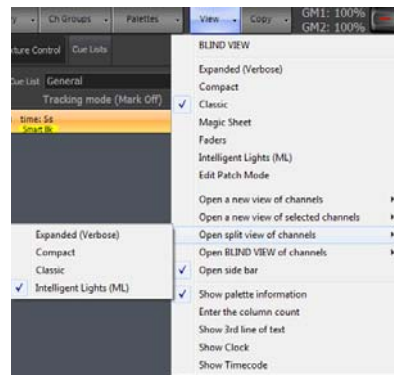 Ch Groups
Palettes
View
Copy
GM1: 100%
GM2: 100%
ture Control
Cue Lists
Cue List General
Tracking mode (Mark Off)
time: 5s
Smart Blk
BLIND VIEW
Expanded (Verbose)
Compact
Classic
Magic Sheet
Faders
Intelligent Lights (ML)
Edit Patch Mode
Open a new view of channels
Open a new view of selected channels
Open split view of channels
Open BLIND VIEW of channels
Open side bar
Show palette information
Enter the column count
Show 3rd line of text
Show Clock
Show Timecode
Expanded (Verbose)
Compact
Classic
Intelligent Lights (ML)